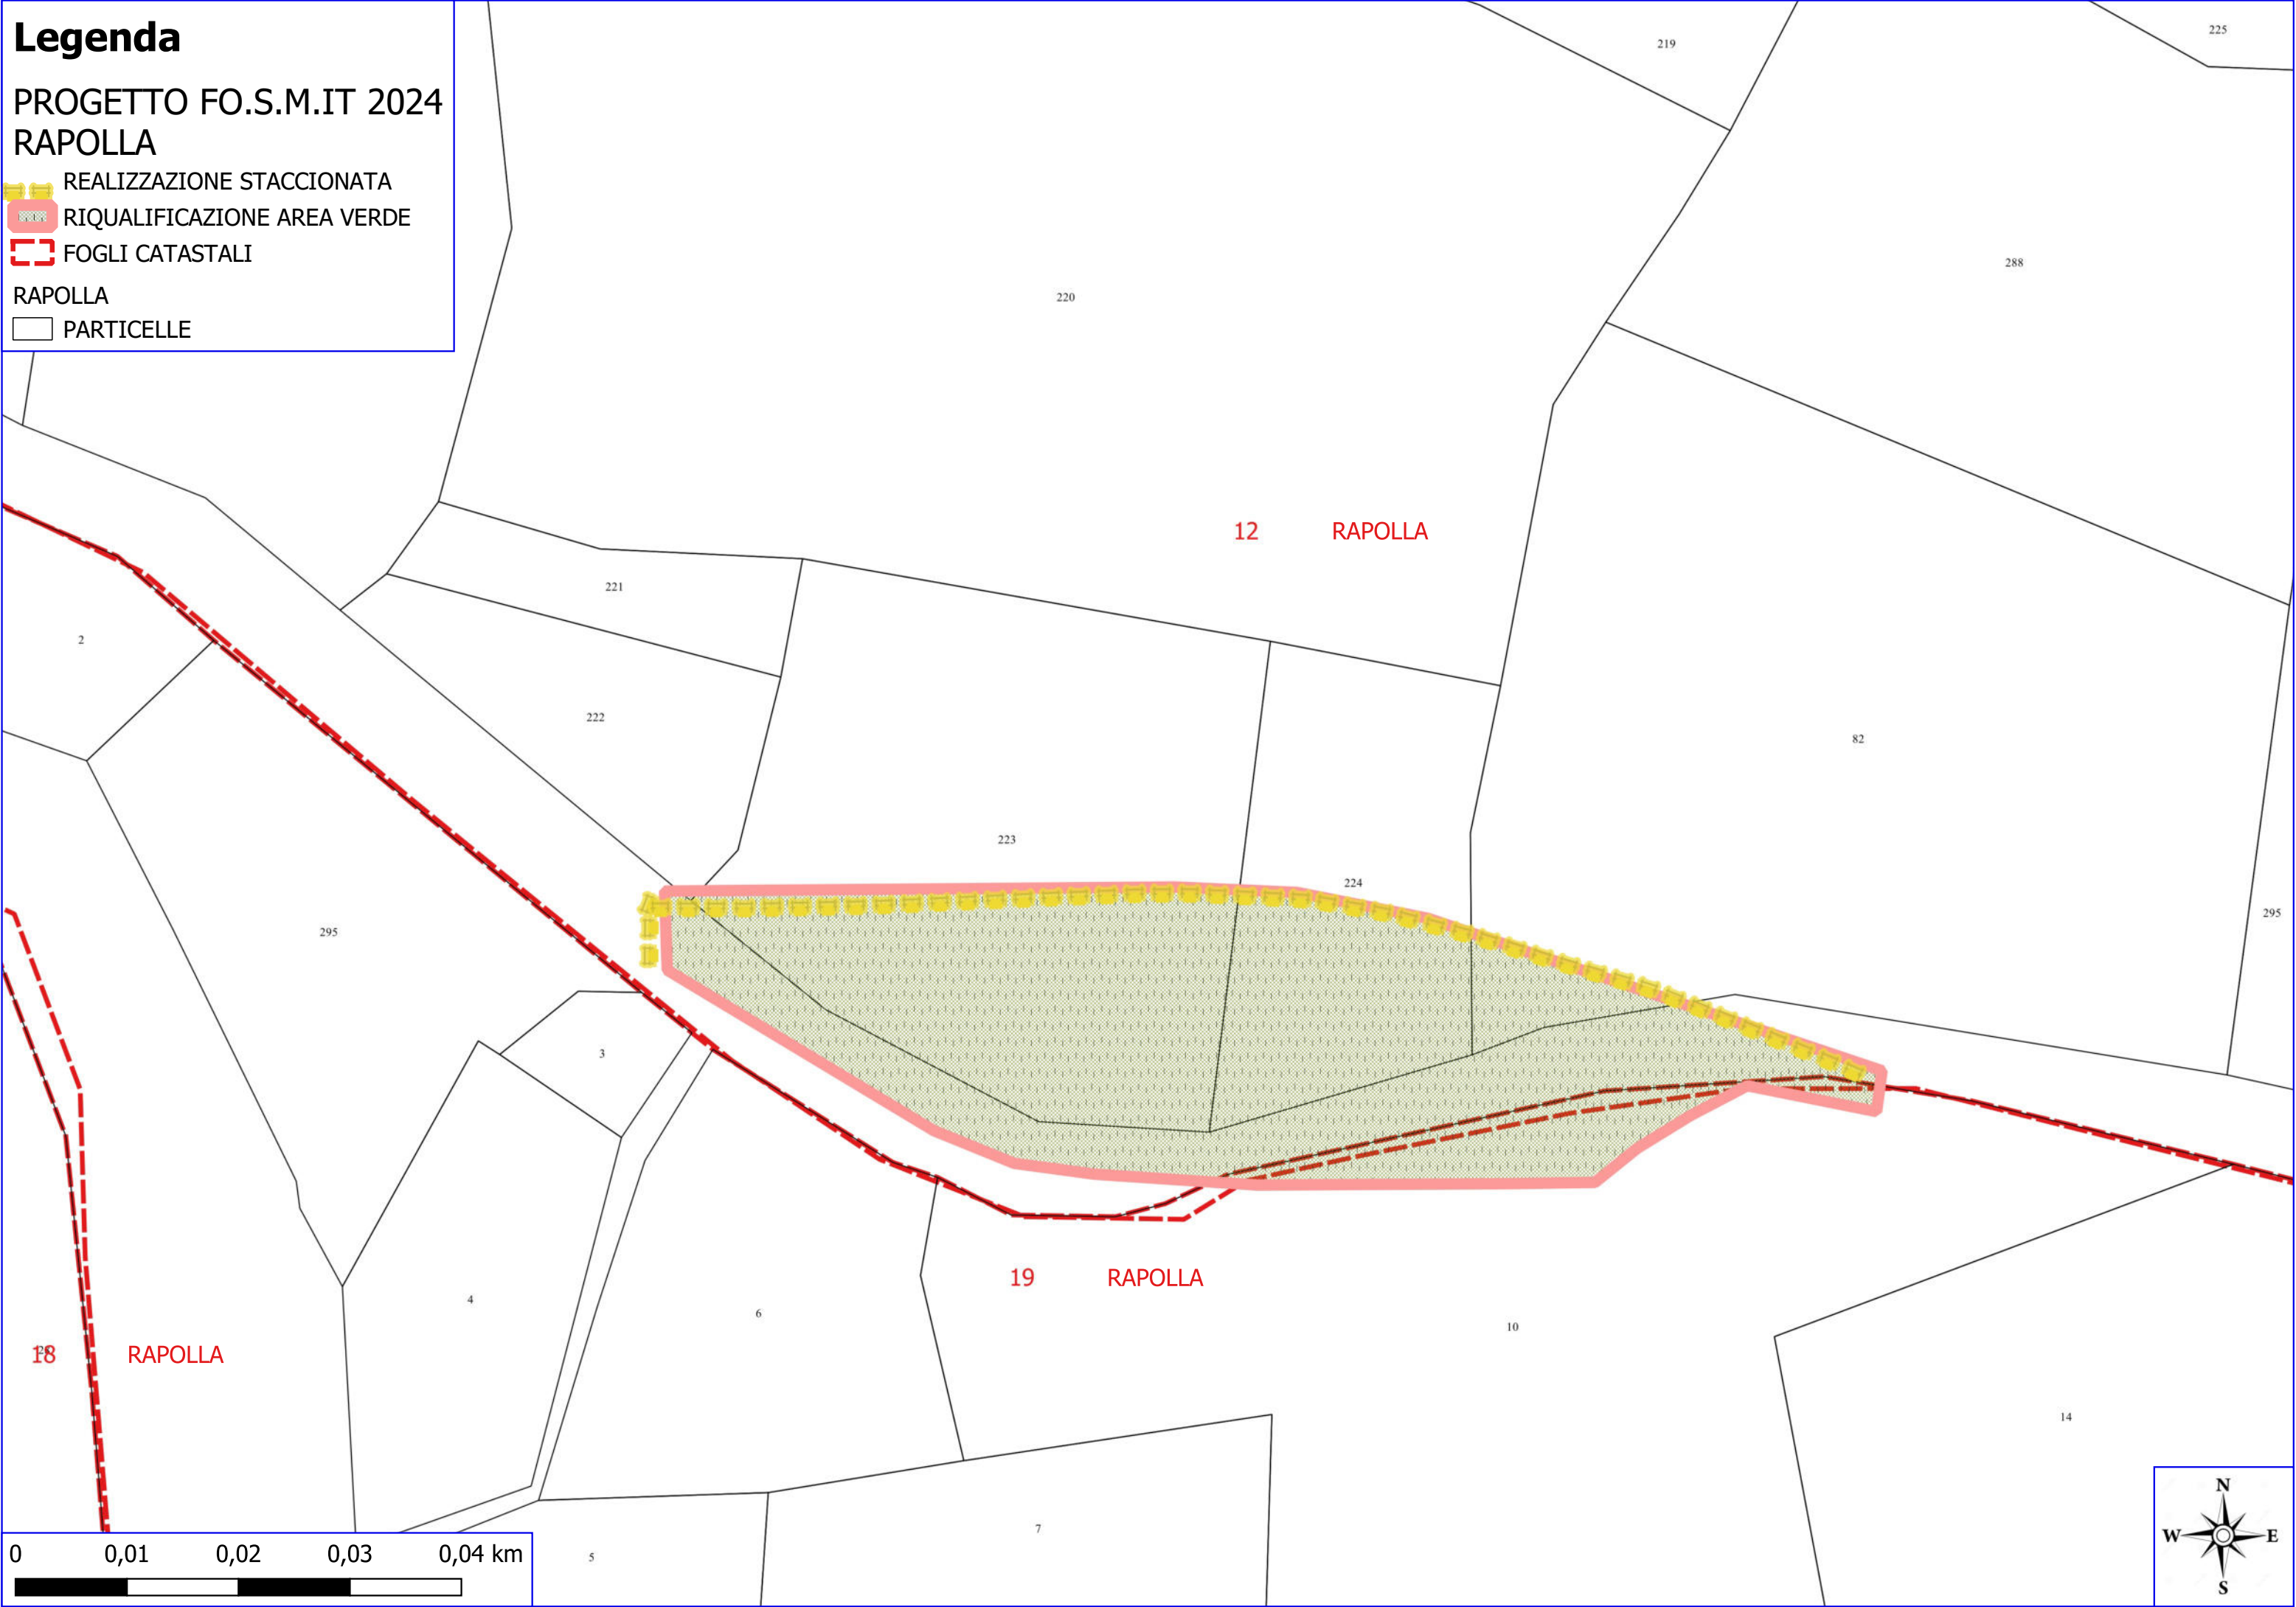 Legenda
PROGETTO FO.S.M.IT 2024
RAPOLLA
REALIZZAZIONE STACCIONATA
RIQUALIFICAZIONE AREA VERDE
FOGLI CATASTALI
RAPOLLA
PARTICELLE
225
219
288
220
12 RAPOLLA
221
2
222
82
223
224
295
295
3
19 RAPOLLA
4
6
10
18 RAPOLLA
14
7
5
N
W E
S
0 0,01 0,02 0,03 0,04 km